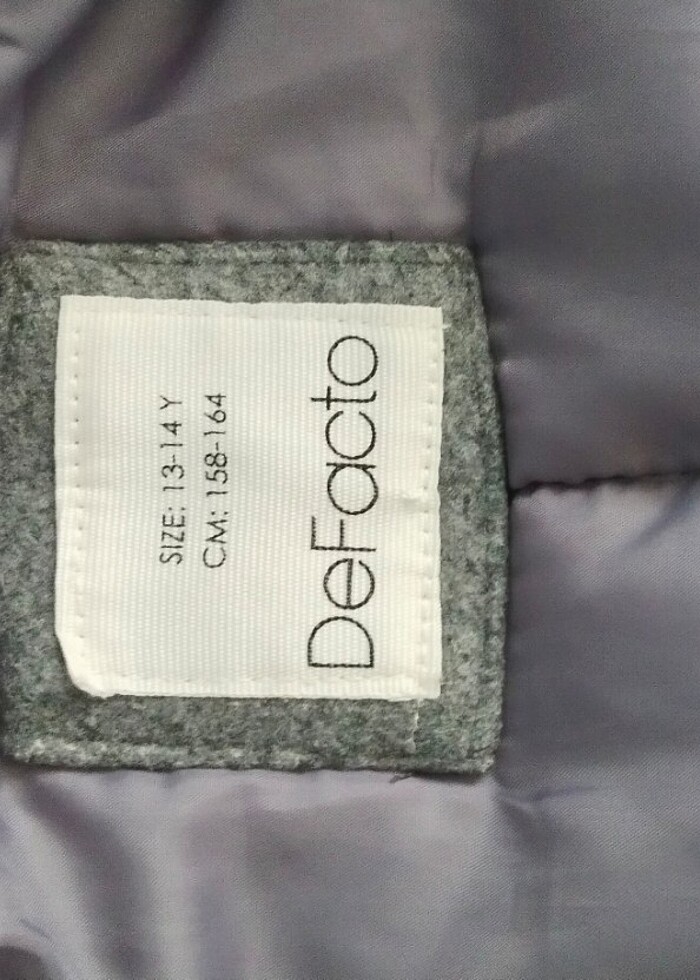 SIZE: 13-14 Y
CM: 158-164
DeFacto